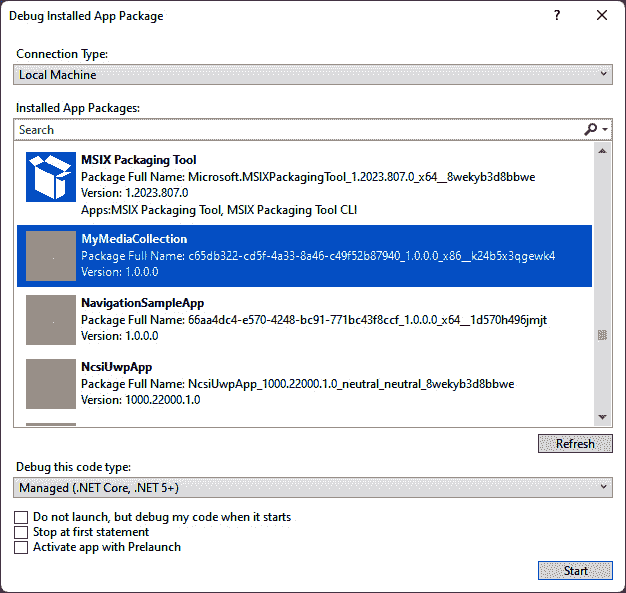 Debug Installed App Package
?
Connection Type:
Local Machine
Installed App Packages:
Search
MSIX Packaging Tool
Package Full Name: Microsoft.MSIXPackagingTool_1.2023.807.0_x64__8wekyb3d8bbwe
Version: 1.2023.807.0
Apps:MSIX Packaging Tool, MSIX Packaging Tool CLI
MyMediaCollection
Package Full Name: c65db322-cd5f-4a33-8a46-c49f52b87940_1.0.0.0_x86__k24b5x3qgewk4
Version: 1.0.0.0
NavigationSampleApp
Package Full Name: 66aa4dc4-e570-4248-bc91-771bc43f8ccf_1.0.0.0_x64__1d570h496jmjt
Version: 1.0.0.0
NcsiUwpApp
Package Full Name: NcsiUwpApp_1000.22000.1.0_neutral_neutral_8wekyb3d8bbwe
Version: 1000.22000.1.0
Refresh
Debug this code type:
Managed (.NET Core, .NET 5+)
Do not launch, but debug my code when it starts
Stop at first statement
Activate app with Prelaunch
Start